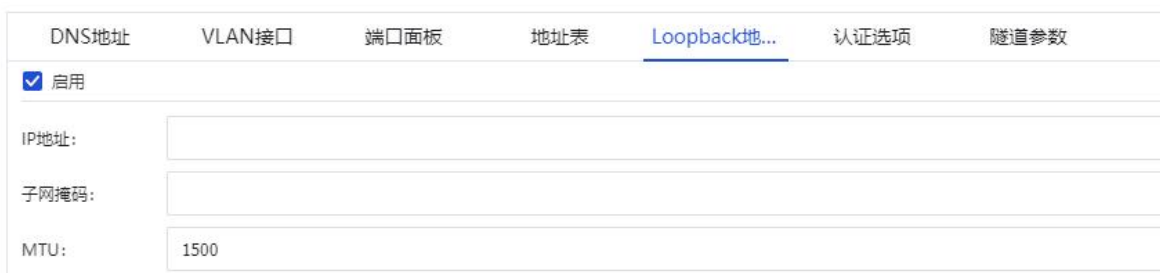 DNS地址 VLAN接口 端口面板 地址表 Loopback地... 认证选项 隧道参数
启用
IP地址:
子网掩码:
MTU: 1500